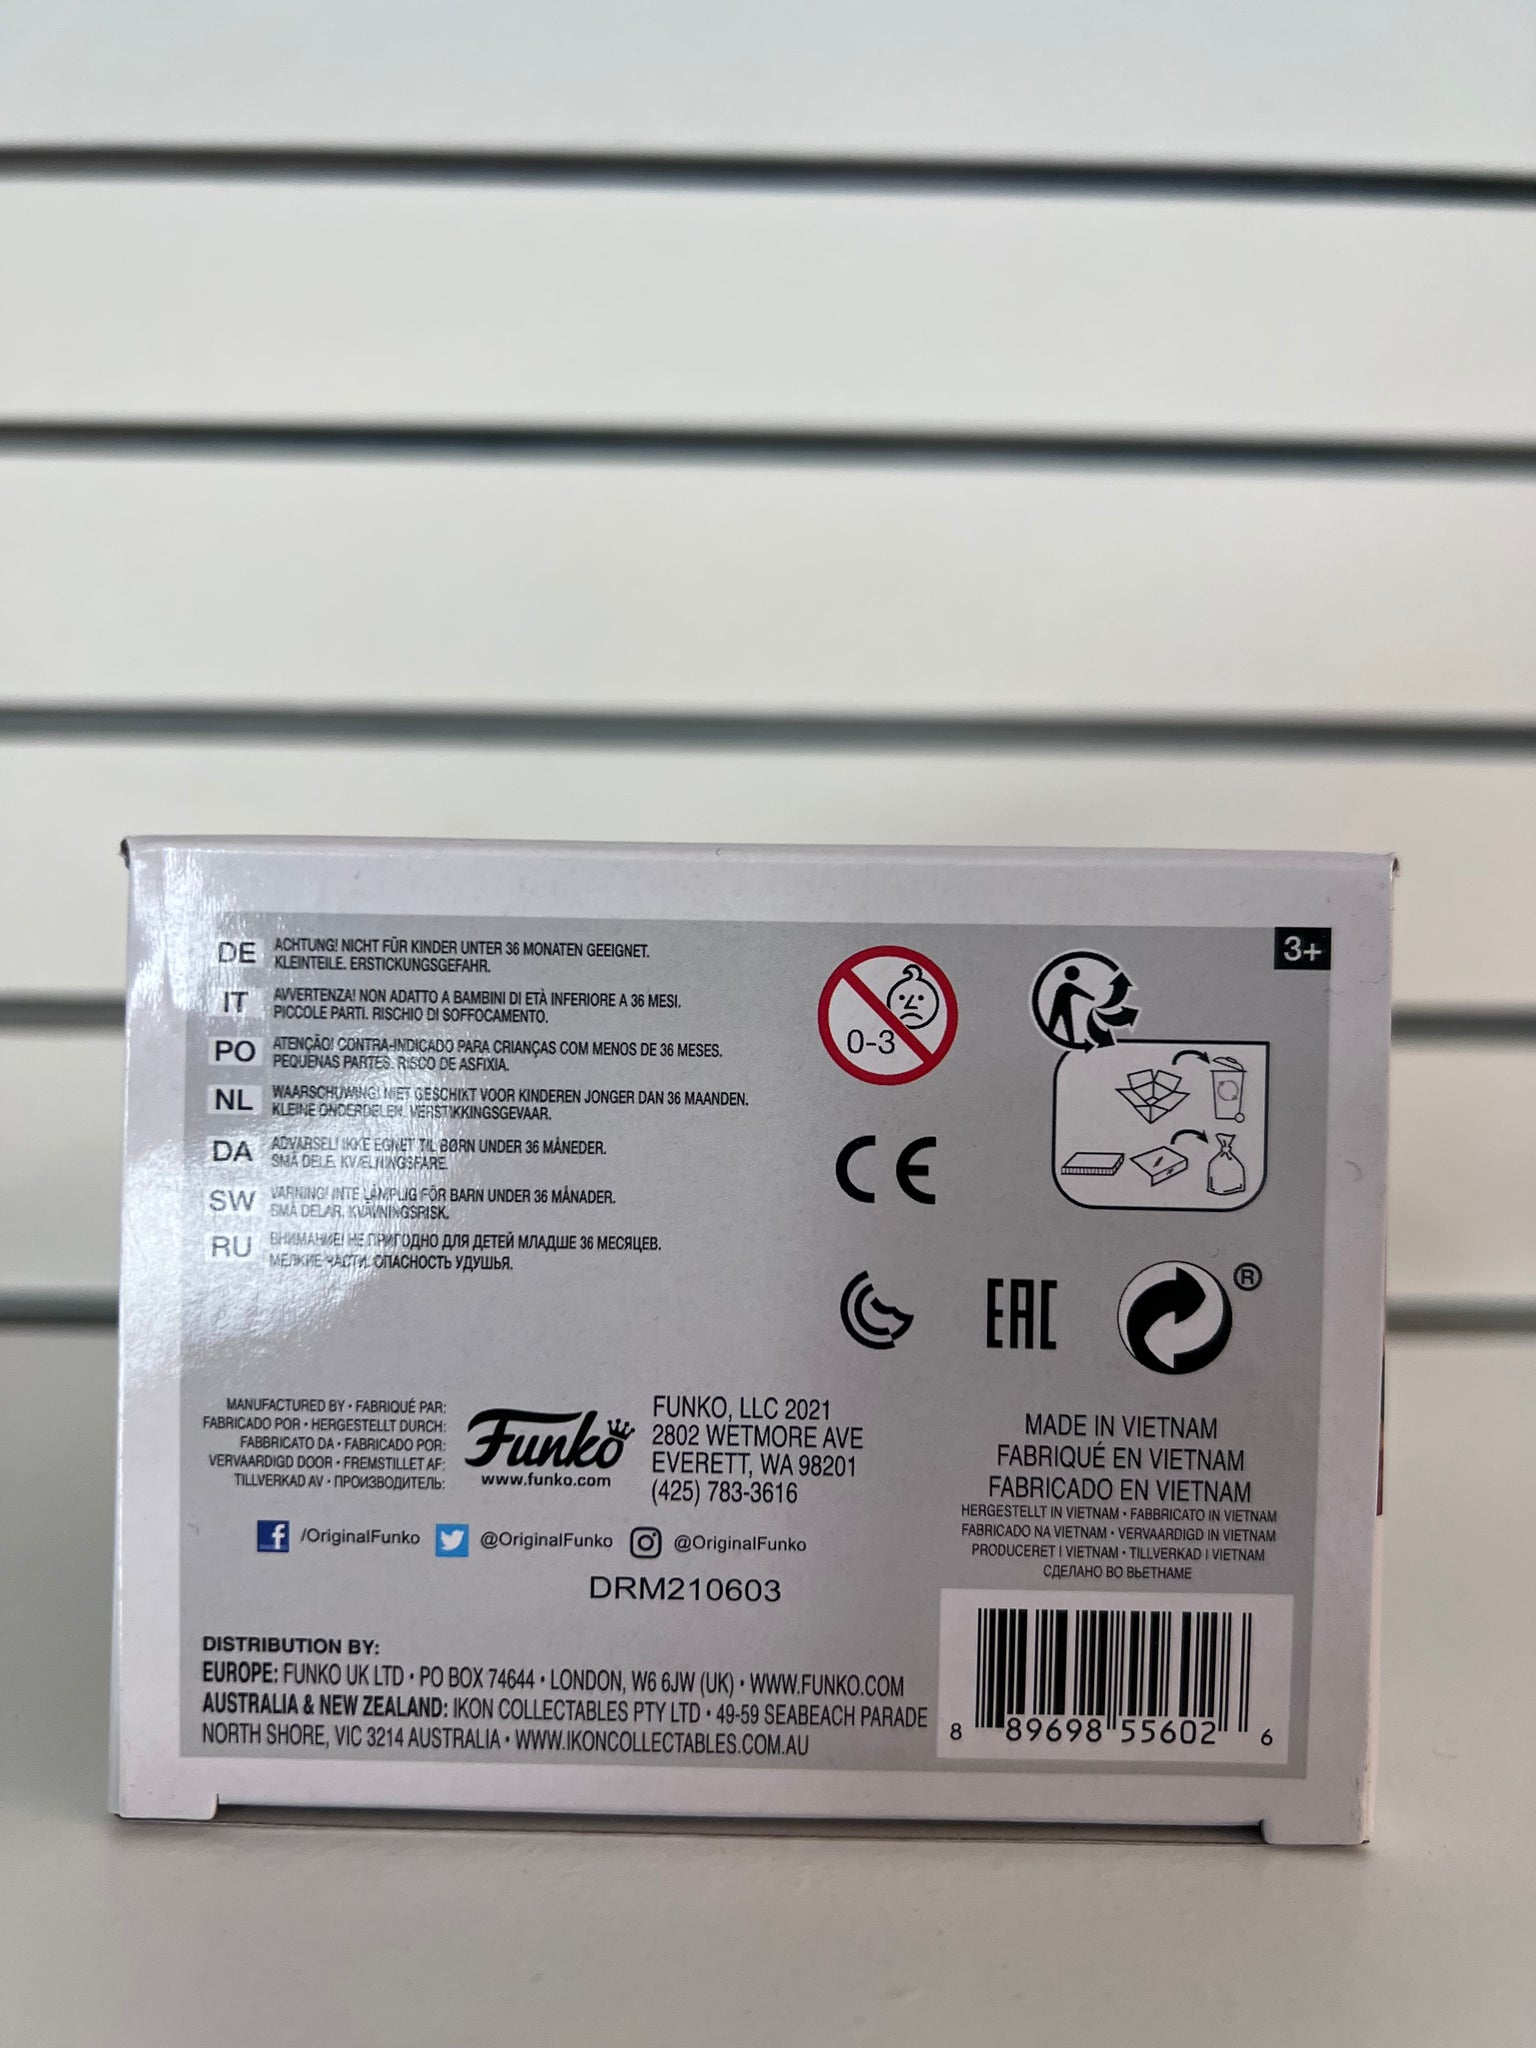 DE ACHTUNG! NICHT FÜR KINDER UNTER 36 MONATEN GEEIGNET.
KLEINTEILE. ERSTICKUNGSGEFAHR.
IT AVVERTENZA! NON ADATTO A BAMBINI DI ETÀ INFERIORE A 36 MESI.
PICCOLE PARTI. RISCHIO DI SOFFOCAMENTO.
PO ATENÇÃO! CONTRA-INDICADO PARA CRIANÇAS COM MENOS DE 36 MESES.
PEQUENAS PARTES. RISCO DE ASFIXIA.
NL WAARSCHUWING! NIET GESCHIKT VOOR KINDEREN JONGER DAN 36 MAANDEN.
KLEINE ONDERDELEN. VERSTIKKINGSGEVAAR.
DA ADVARSEL! IKKE EGNET TIL BØRN UNDER 36 MÅNEDER.
SMÅ DELE. KVÆLNINGSFARE.
SW VARNING! INTE LÄMPLIG FÖR BARN UNDER 36 MÅNADER.
SMÅ DELAR. KVÄVNINGSRISK.
RU ВНИМАНИЕ! НЕ ПРИГОДНО ДЛЯ ДЕТЕЙ МЛАДШЕ 36 МЕСЯЦЕВ.
МЕЛКИЕ ЧАСТИ. ОПАСНОСТЬ УДУШЬЯ.
0-3
3+
CE
EAC
®
MANUFACTURED BY • FABRIQUÉ PAR:
FABRICADO POR • HERGESTELLT DURCH:
FABBRICATO DA • FABRICADO POR:
VERVAARDIGD DOOR • FREMSTILLET AF:
TILLVERKAD AV • ПРОИЗВОДИТЕЛЬ:
Funko
www.funko.com
FUNKO, LLC 2021
2802 WETMORE AVE
EVERETT, WA 98201
(425) 783-3616
MADE IN VIETNAM
FABRIQUÉ EN VIETNAM
FABRICADO EN VIETNAM
HERGESTELLT IN VIETNAM • FABBRICATO IN VIETNAM
FABRICADO NA VIETNAM • VERVAARDIGD IN VIETNAM
PRODUCERET I VIETNAM • TILLVERKAD I VIETNAM
СДЕЛАНО ВО ВЬЕТНАМЕ
/OriginalFunko @OriginalFunko @OriginalFunko
DRM210603
DISTRIBUTION BY:
EUROPE: FUNKO UK LTD • PO BOX 74644 • LONDON, W6 6JW (UK) • WWW.FUNKO.COM
AUSTRALIA & NEW ZEALAND: IKON COLLECTABLES PTY LTD • 49-59 SEABEACH PARADE
NORTH SHORE, VIC 3214 AUSTRALIA • WWW.IKONCOLLECTABLES.COM.AU
8 89698 55602 6